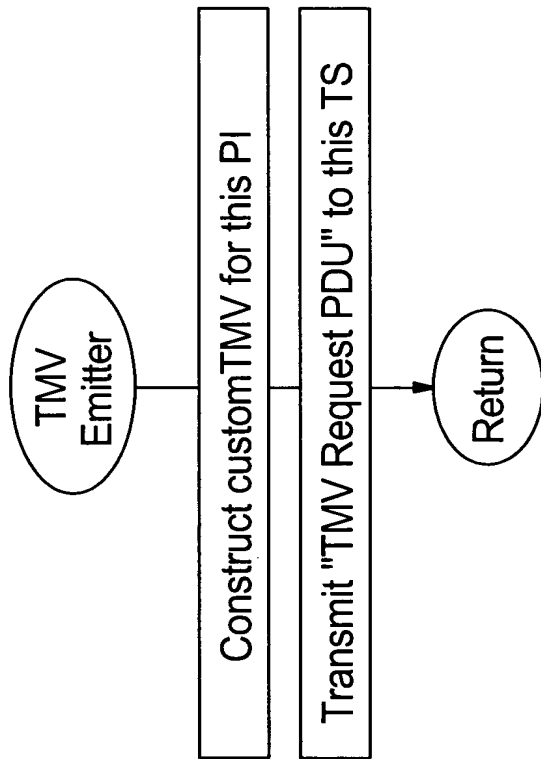 TMV
Emitter
Construct customTMV for this PI
Transmit "TMV Request PDU" to this TS
Return